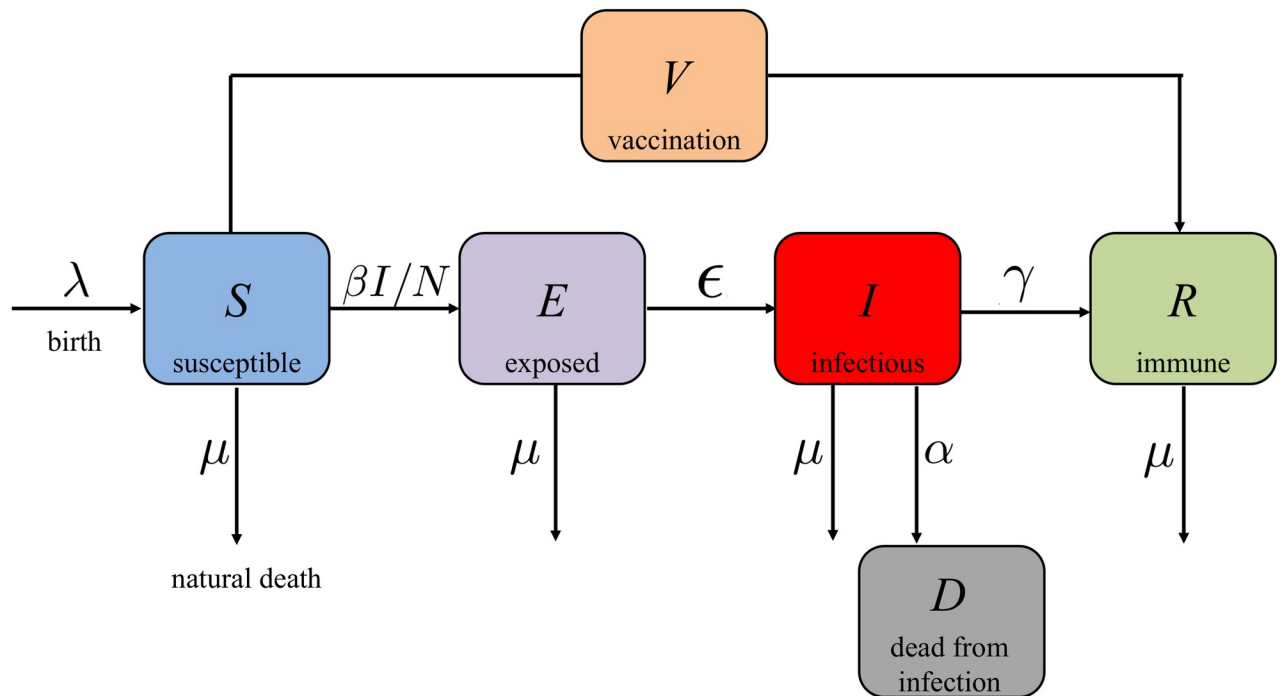 V
vaccination
λ
birth
S
susceptible
βI/N
E
exposed
ϵ
I
infectious
γ
R
immune
μ
μ
μ
α
μ
natural death
D
dead from
infection